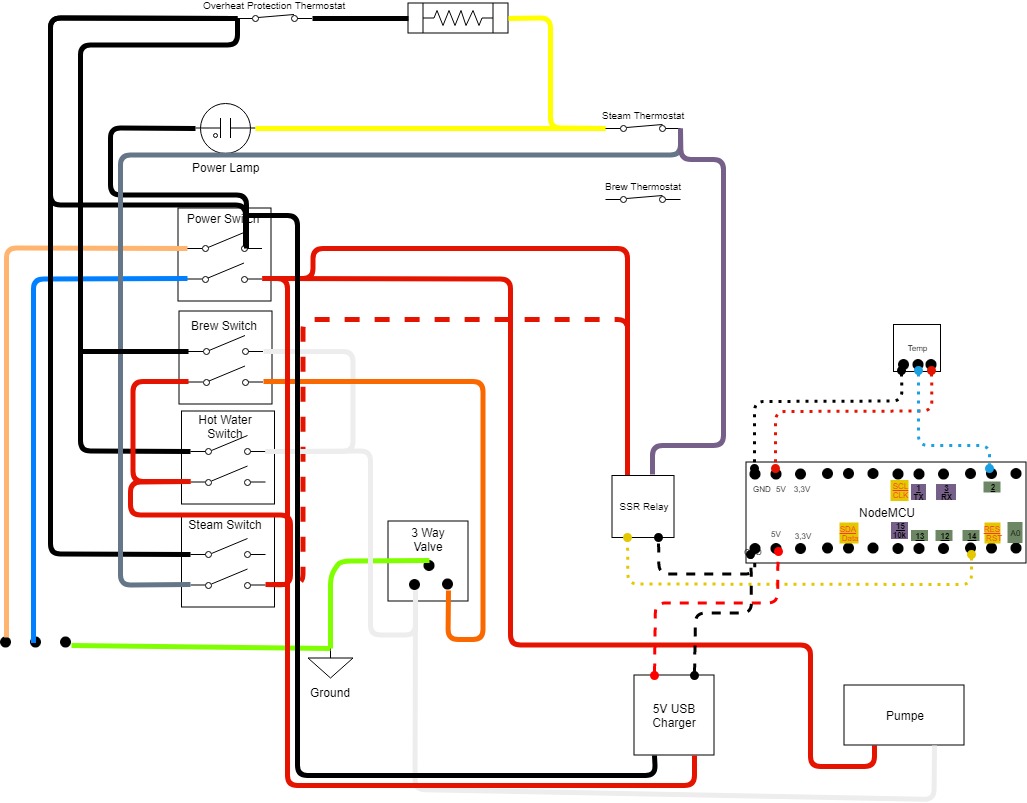 Overheat Protection Thermostat
Steam Thermostat
Power Lamp
Brew Thermostat
Power Switch
Brew Switch
Temp
Hot Water
Switch
GND 5V 3,3V
SCL
CLK
1
TX
3
RX
2
SSR Relay
NodeMCU
Steam Switch
3 Way
Valve
5V
3,3V
SDA
Data
15
10k
13
12
14
RES
RST
A0
GND
Ground
5V USB
Charger
Pumpe